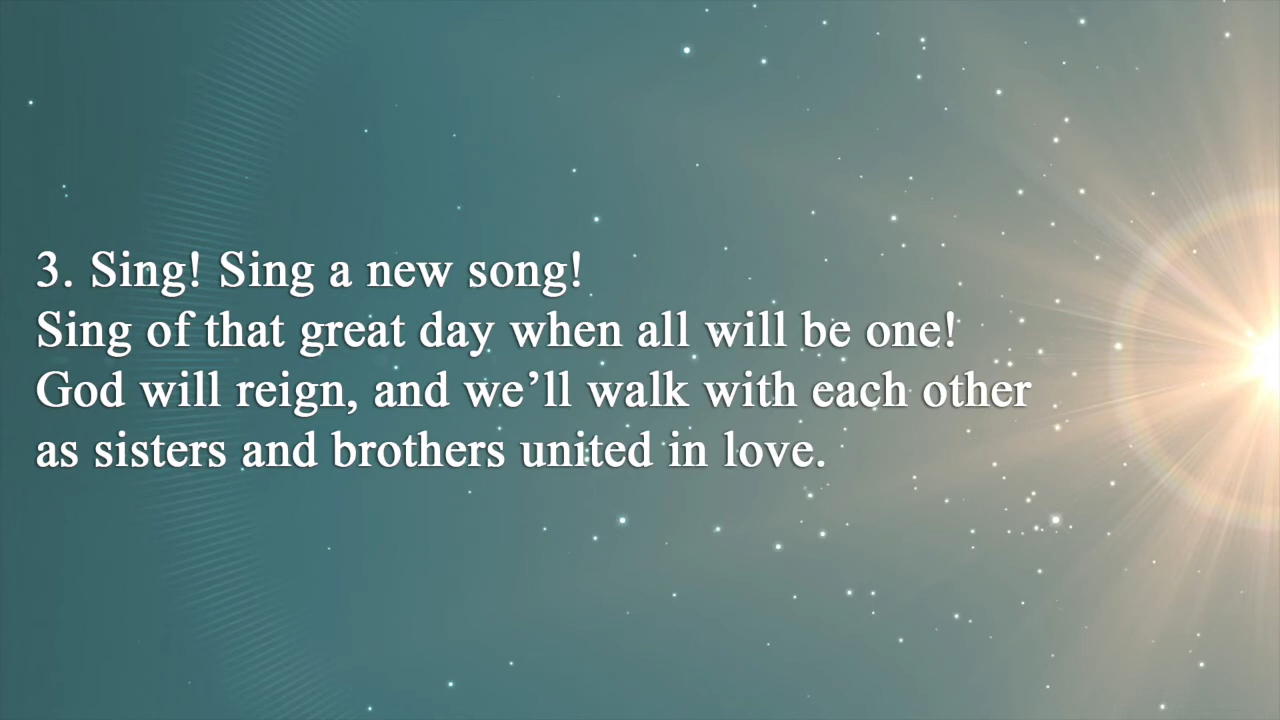 3. Sing! Sing a new song!
Sing of that great day when all will be one!
God will reign, and we’ll walk with each other
as sisters and brothers united in love.